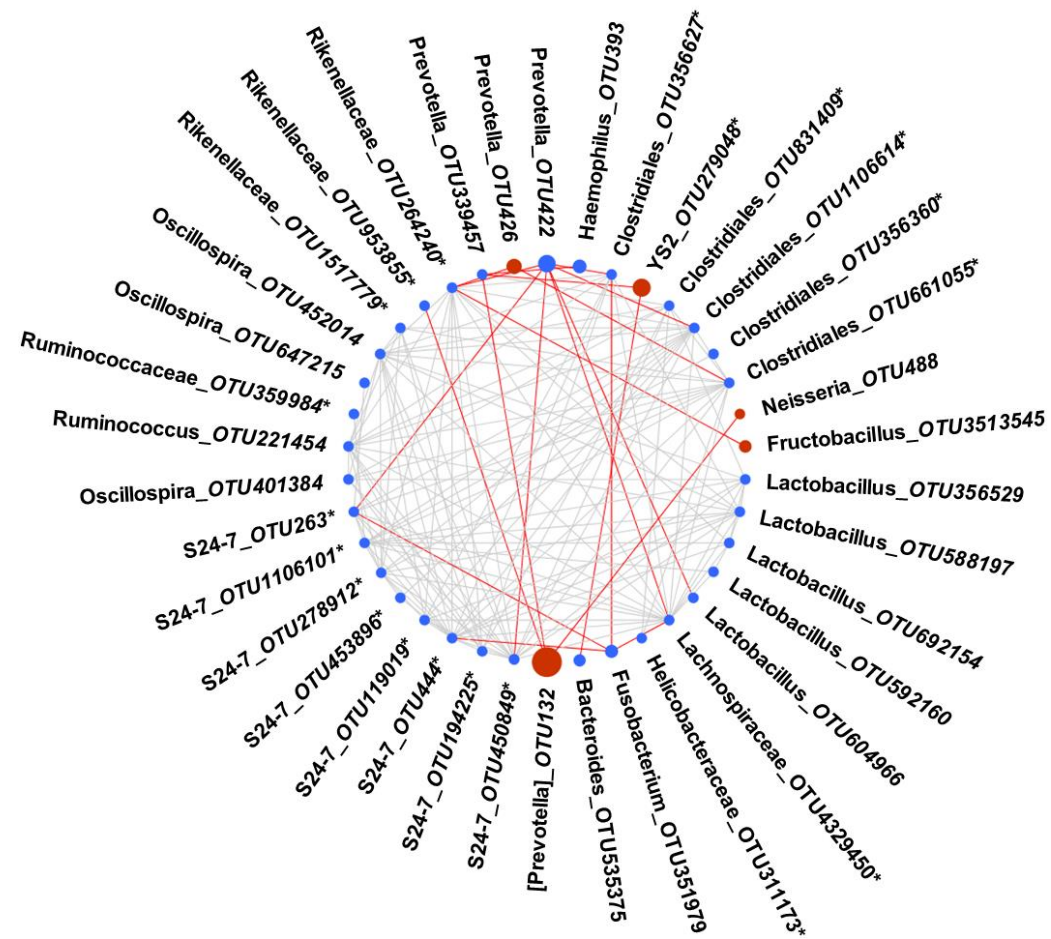 Prevotella_OTU422
Haemophilus_OTU393
Clostridiales_OTU356627*
YS2_OTU279048*
Clostridiales_OTU831409*
Clostridiales_OTU1106614*
Clostridiales_OTU356360*
Clostridiales_OTU661055*
Neisseria_OTU488
Fructobacillus_OTU3513545
Lactobacillus_OTU356529
Lactobacillus_OTU588197
Lactobacillus_OTU692154
Lactobacillus_OTU592160
Lactobacillus_OTU604966
Lachnospiraceae_OTU4329450*
Helicobacteraceae_OTU311173*
Fusobacterium_OTU351979
Bacteroides_OTU535375
[Prevotella]_OTU132
S24-7_OTU450849*
S24-7_OTU194225*
S24-7_OTU444*
S24-7_OTU119019*
S24-7_OTU453896*
S24-7_OTU278912*
S24-7_OTU1106101*
S24-7_OTU263*
Oscillospira_OTU401384
Ruminococcus_OTU221454
Ruminococcaceae_OTU359984*
Oscillospira_OTU647215
Oscillospira_OTU452014
Rikenellaceae_OTU1517779*
Rikenellaceae_OTU953855*
Rikenellaceae_OTU264240*
Prevotella_OTU339457
Prevotella_OTU426